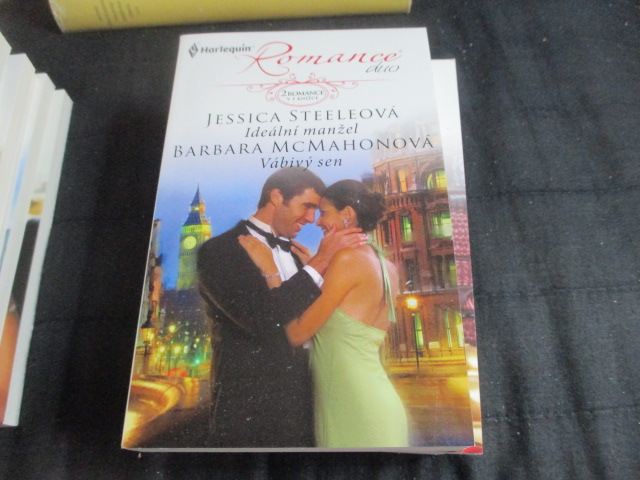 Harlequin
Romance
duo
2 ROMANCE
V 1 KNIZE
JESSICA STEELEOVÁ
Ideální manžel
BARBARA MCMAHONOVÁ
Vábivý sen